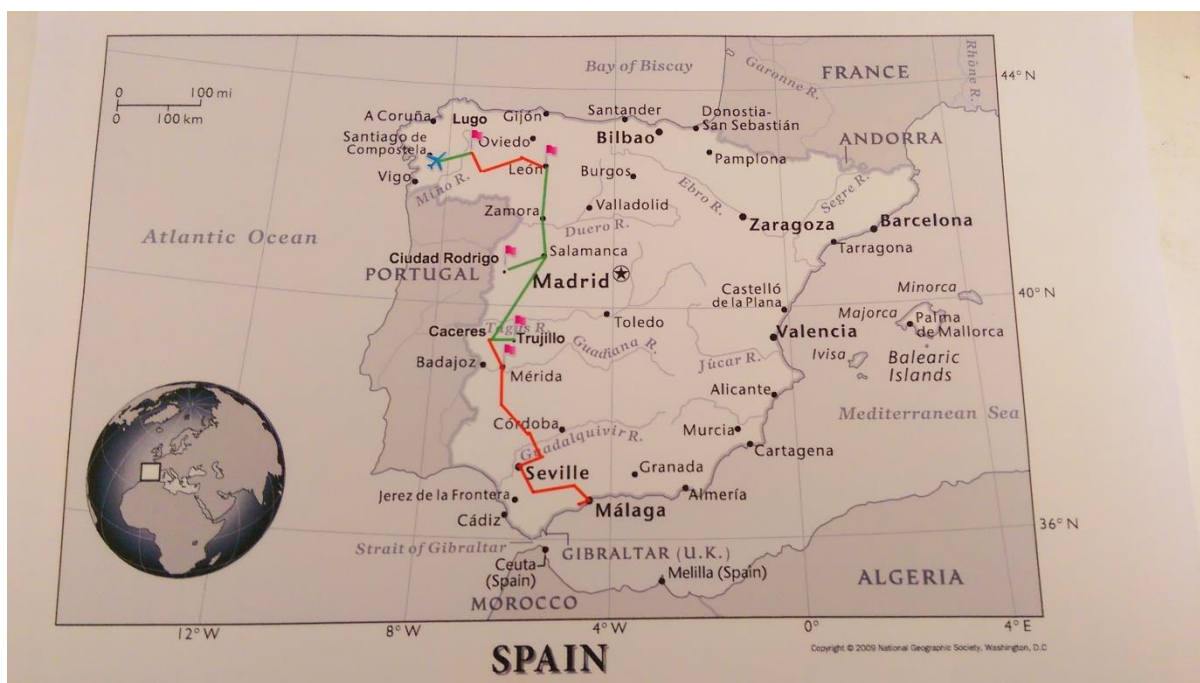 Bay of Biscay
FRANCE
Garonne R.
Rhône R.
44° N
0 100 mi
0 100 km
A Coruña
Lugo
Gijón
Santander
Donostia-
San Sebastián
ANDORRA
Santiago de
Compostela
Oviedo
Bilbao
Pamplona
Vigo
Miño R.
León
Burgos
Ebro R.
Segre R.
Zamora
Valladolid
Zaragoza
Barcelona
Atlantic Ocean
Duero R.
Tarragona
Ciudad Rodrigo
Salamanca
PORTUGAL
Madrid
Castelló
de la Plana
Minorca
40° N
Majorca
Palma
de Mallorca
Caceres
Tagus R.
Trujillo
Toledo
Valencia
Badajoz
Mérida
Guadiana R.
Júcar R.
Ivisa
Balearic
Islands
Alicante
Mediterranean Sea
Córdoba
Guadalquivir R.
Murcia
Cartagena
Seville
Granada
Jerez de la Frontera
Málaga
Almería
Cádiz
36° N
Strait of Gibraltar
GIBRALTAR (U.K.)
Ceuta
(Spain)
Melilla (Spain)
ALGERIA
MOROCCO
12° W
8° W
4° W
0°
4° E
SPAIN
Copyright © 2009 National Geographic Society, Washington, D.C